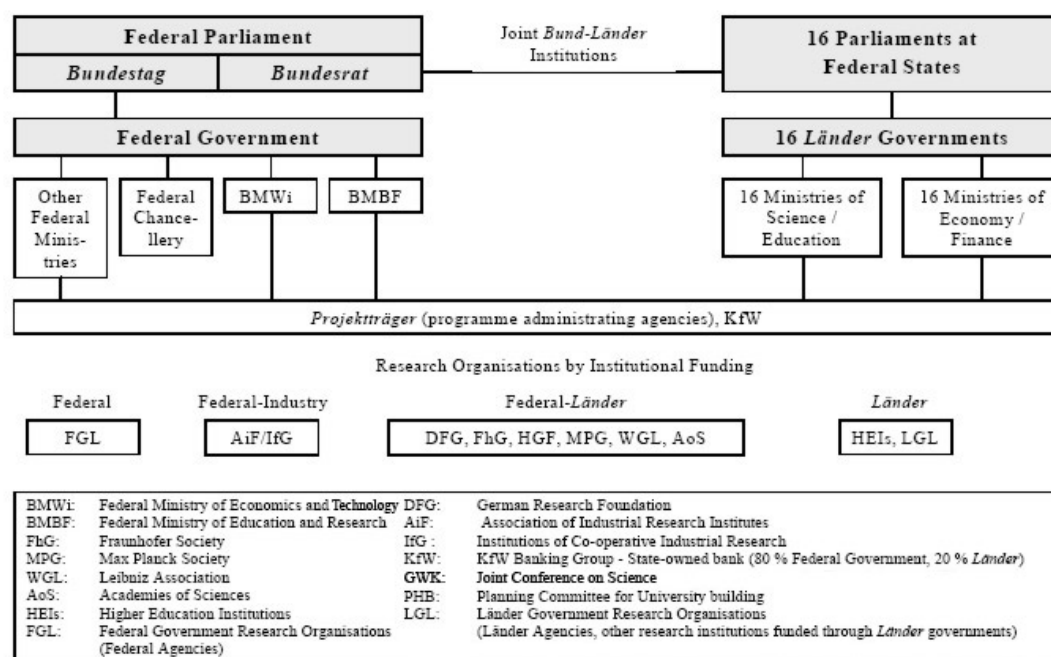 Federal Parliament
Bundestag
Bundesrat
Joint Bund-Länder
Institutions
16 Parliaments at
Federal States
Federal Government
16 Länder Governments
Other
Federal
Minis-
tries
Federal
Chance-
llery
BMWi
BMBF
16 Ministries of
Science /
Education
16 Ministries of
Economy /
Finance
Projektträger (programme administrating agencies), KfW
Research Organisations by Institutional Funding
Federal
Federal-Industry
Federal-Länder
Länder
FGL
AiF/IfG
DFG, FhG, HGF, MPG, WGL, AoS
HEIs, LGL
BMWi: Federal Ministry of Economics and Technology
BMBF: Federal Ministry of Education and Research
FhG: Fraunhofer Society
MPG: Max Planck Society
WGL: Leibniz Association
AoS: Academies of Sciences
HEIs: Higher Education Institutions
FGL: Federal Government Research Organisations
(Federal Agencies)
DFG: German Research Foundation
AiF: Association of Industrial Research Institutes
IfG : Institutions of Co-operative Industrial Research
KfW: KfW Banking Group - State-owned bank (80 % Federal Government, 20 % Länder)
GWK: Joint Conference on Science
PHB: Planning Committee for University building
LGL: Länder Government Research Organisations
(Länder Agencies, other research institutions funded through Länder governments)